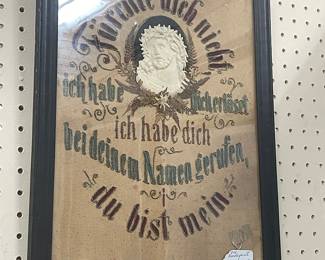 Fürchte dich nicht,
ich habe dich erlöset
ich habe dich
bei deinem Namen gerufen,
du bist mein.